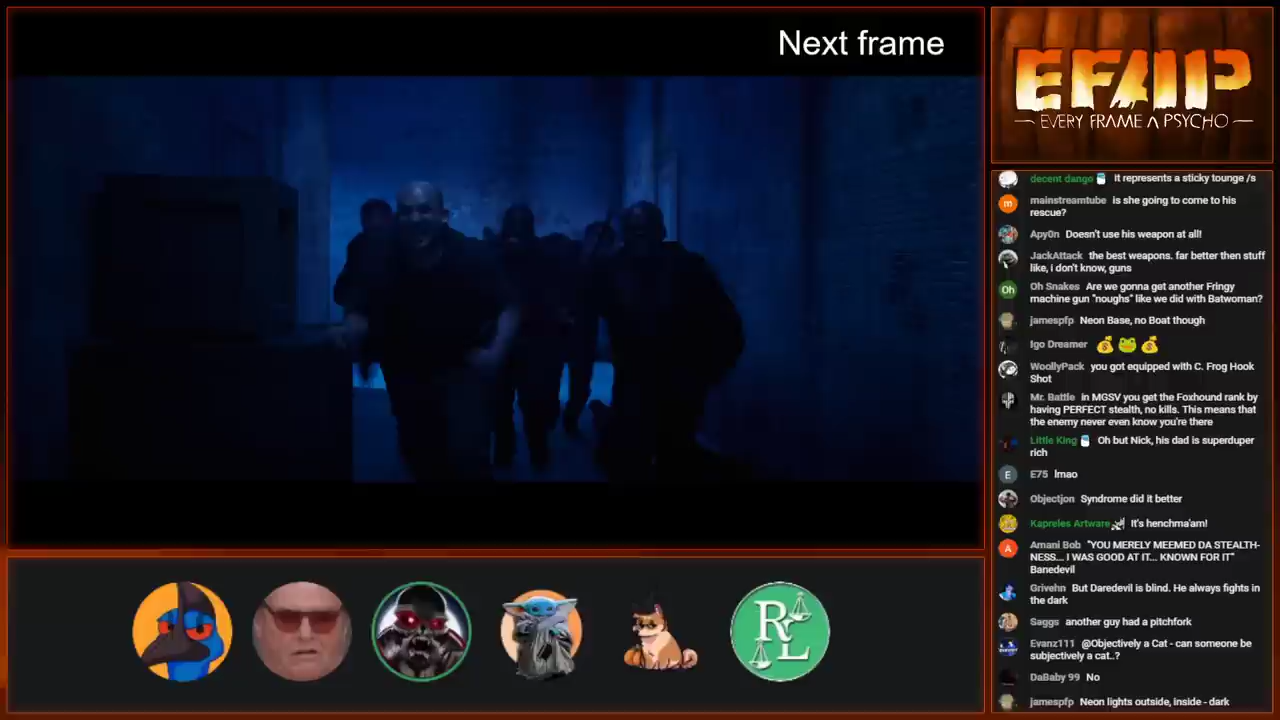 Next frame
EFAP
EVERY FRAME A PSYCHO
decent dango It represents a sticky tounge /s
mainstreamtube is she going to come to his
rescue?
Apy0n Doesn't use his weapon at all!
JackAttack the best weapons. far better then stuff
like, i don't know, guns
Oh
Oh Snakes Are we gonna get another Fringy
machine gun "noughs" like we did with Batwoman?
jamespfp Neon Base, no Boat though
Igo Dreamer 💰🐸💰
WoollyPack you got equipped with C. Frog Hook
Shot
Mr. Battle in MGSV you get the Foxhound rank by
having PERFECT stealth, no kills. This means that
the enemy never even know you're there
Little King Oh but Nick, his dad is superduper
rich
E
E75 lmao
Objectjon Syndrome did it better
Kapreles Artware It's henchma'am!
A
Amani Bob "YOU MERELY MEEMED DA STEALTH-
NESS... I WAS GOOD AT IT... KNOWN FOR IT"
Banedevil
Grivehn But Daredevil is blind. He always fights in
the dark
Saggs another guy had a pitchfork
Evanz111 @Objectively a Cat - can someone be
subjectively a cat..?
DaBaby 99 No
jamespfp Neon lights outside, inside - dark
m
RL